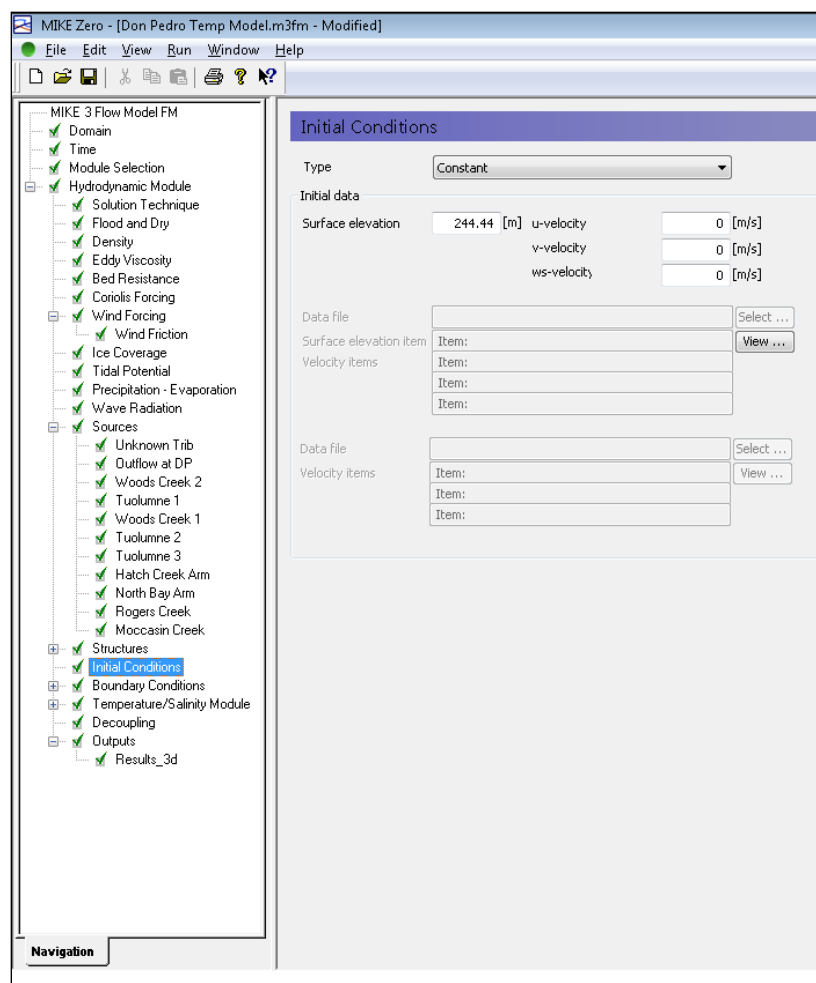 MIKE Zero - [Don Pedro Temp Model.m3fm - Modified]
File Edit View Run Window Help
MIKE 3 Flow Model FM
Domain
Time
Module Selection
Hydrodynamic Module
Solution Technique
Flood and Dry
Density
Eddy Viscosity
Bed Resistance
Coriolis Forcing
Wind Forcing
Wind Friction
Ice Coverage
Tidal Potential
Precipitation - Evaporation
Wave Radiation
Sources
Unknown Trib
Outflow at DP
Woods Creek 2
Tuolumne 1
Woods Creek 1
Tuolumne 2
Tuolumne 3
Hatch Creek Arm
North Bay Arm
Rogers Creek
Moccasin Creek
Structures
Initial Conditions
Boundary Conditions
Temperature/Salinity Module
Decoupling
Outputs
Results_3d
Navigation
Initial Conditions
Type Constant
Initial data
Surface elevation 244.44 [m] u-velocity 0 [m/s]
v-velocity 0 [m/s]
ws-velocity 0 [m/s]
Data file Select ...
Surface elevation item Item: View ...
Velocity items Item:
Item:
Item:
Data file Select ...
Velocity items Item: View ...
Item:
Item: